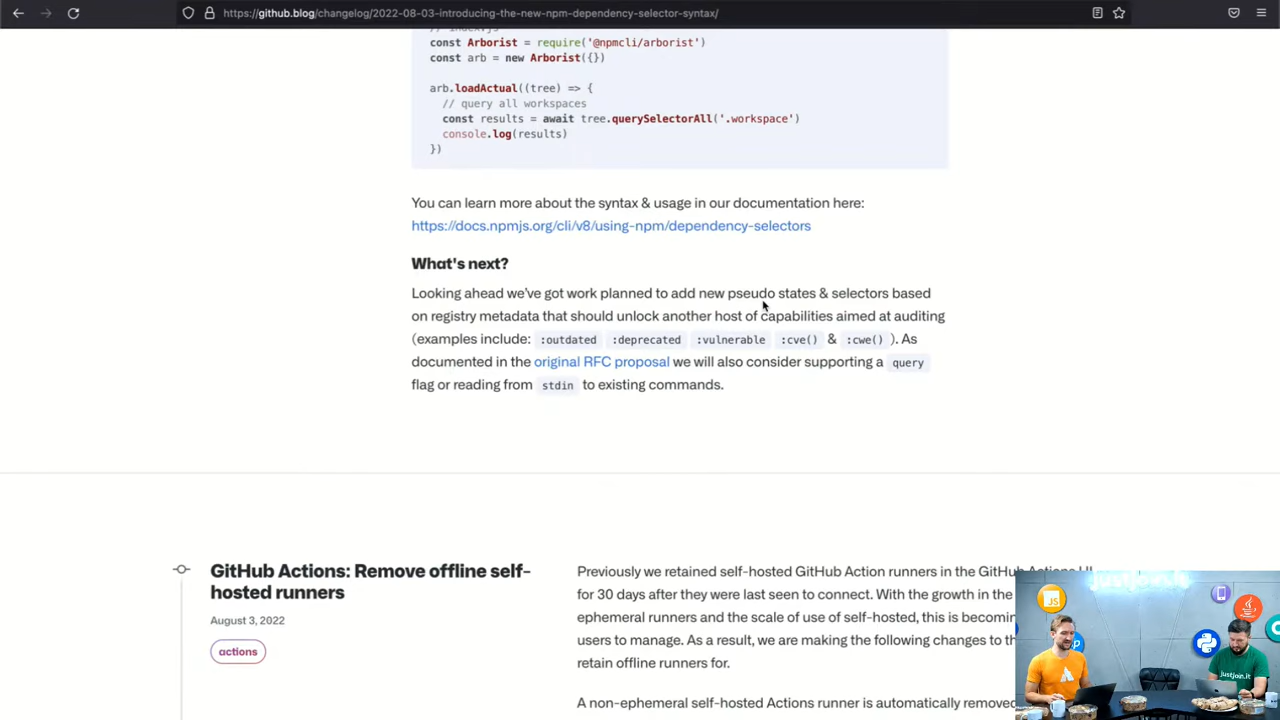 https://github.blog/changelog/2022-08-03-introducing-the-new-npm-dependency-selector-syntax/
// index.js
const Arborist = require('@npmcli/arborist')
const arb = new Arborist({})
arb.loadActual((tree) => {
// query all workspaces
const results = await tree.querySelectorAll('.workspace')
console.log(results)
})
You can learn more about the syntax & usage in our documentation here:
https://docs.npmjs.org/cli/v8/using-npm/dependency-selectors
What's next?
Looking ahead we've got work planned to add new pseudo states & selectors based
on registry metadata that should unlock another host of capabilities aimed at auditing
(examples include: :outdated :deprecated :vulnerable :cve() & :cwe() ). As
documented in the original RFC proposal we will also consider supporting a query
flag or reading from stdin to existing commands.
GitHub Actions: Remove offline self-
hosted runners
August 3, 2022
actions
Previously we retained self-hosted GitHub Action runners in the GitHub Actions UI
for 30 days after they were last seen to connect. With the growth in the
ephemeral runners and the scale of use of self-hosted, this is becomin
users to manage. As a result, we are making the following changes to th
retain offline runners for.
A non-ephemeral self-hosted Actions runner is automatically removed
JS
justjoin.it